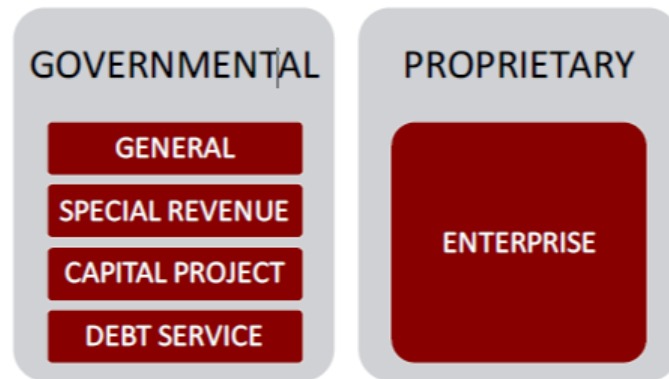 GOVERNMENTAL
GENERAL
SPECIAL REVENUE
CAPITAL PROJECT
DEBT SERVICE
PROPRIETARY
ENTERPRISE